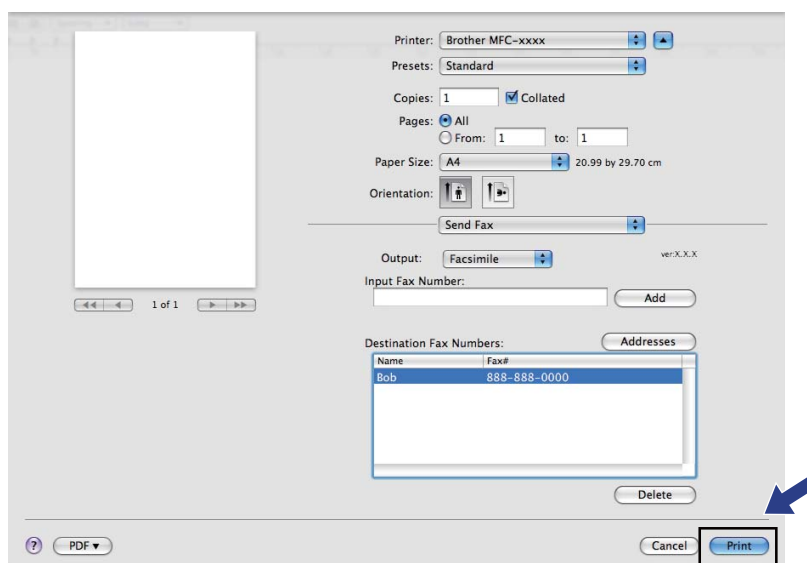 Printer: Brother MFC-xxxx
Presets: Standard
Copies: 1 Collated
Pages: All
From: 1 to: 1
Paper Size: A4 20.99 by 29.70 cm
Orientation:
Send Fax
Output: Facsimile ver:X.X.X
Input Fax Number:
Add
1 of 1
Destination Fax Numbers: Addresses
Name Fax#
Bob 888-888-0000
Delete
? PDF▼ Cancel Print